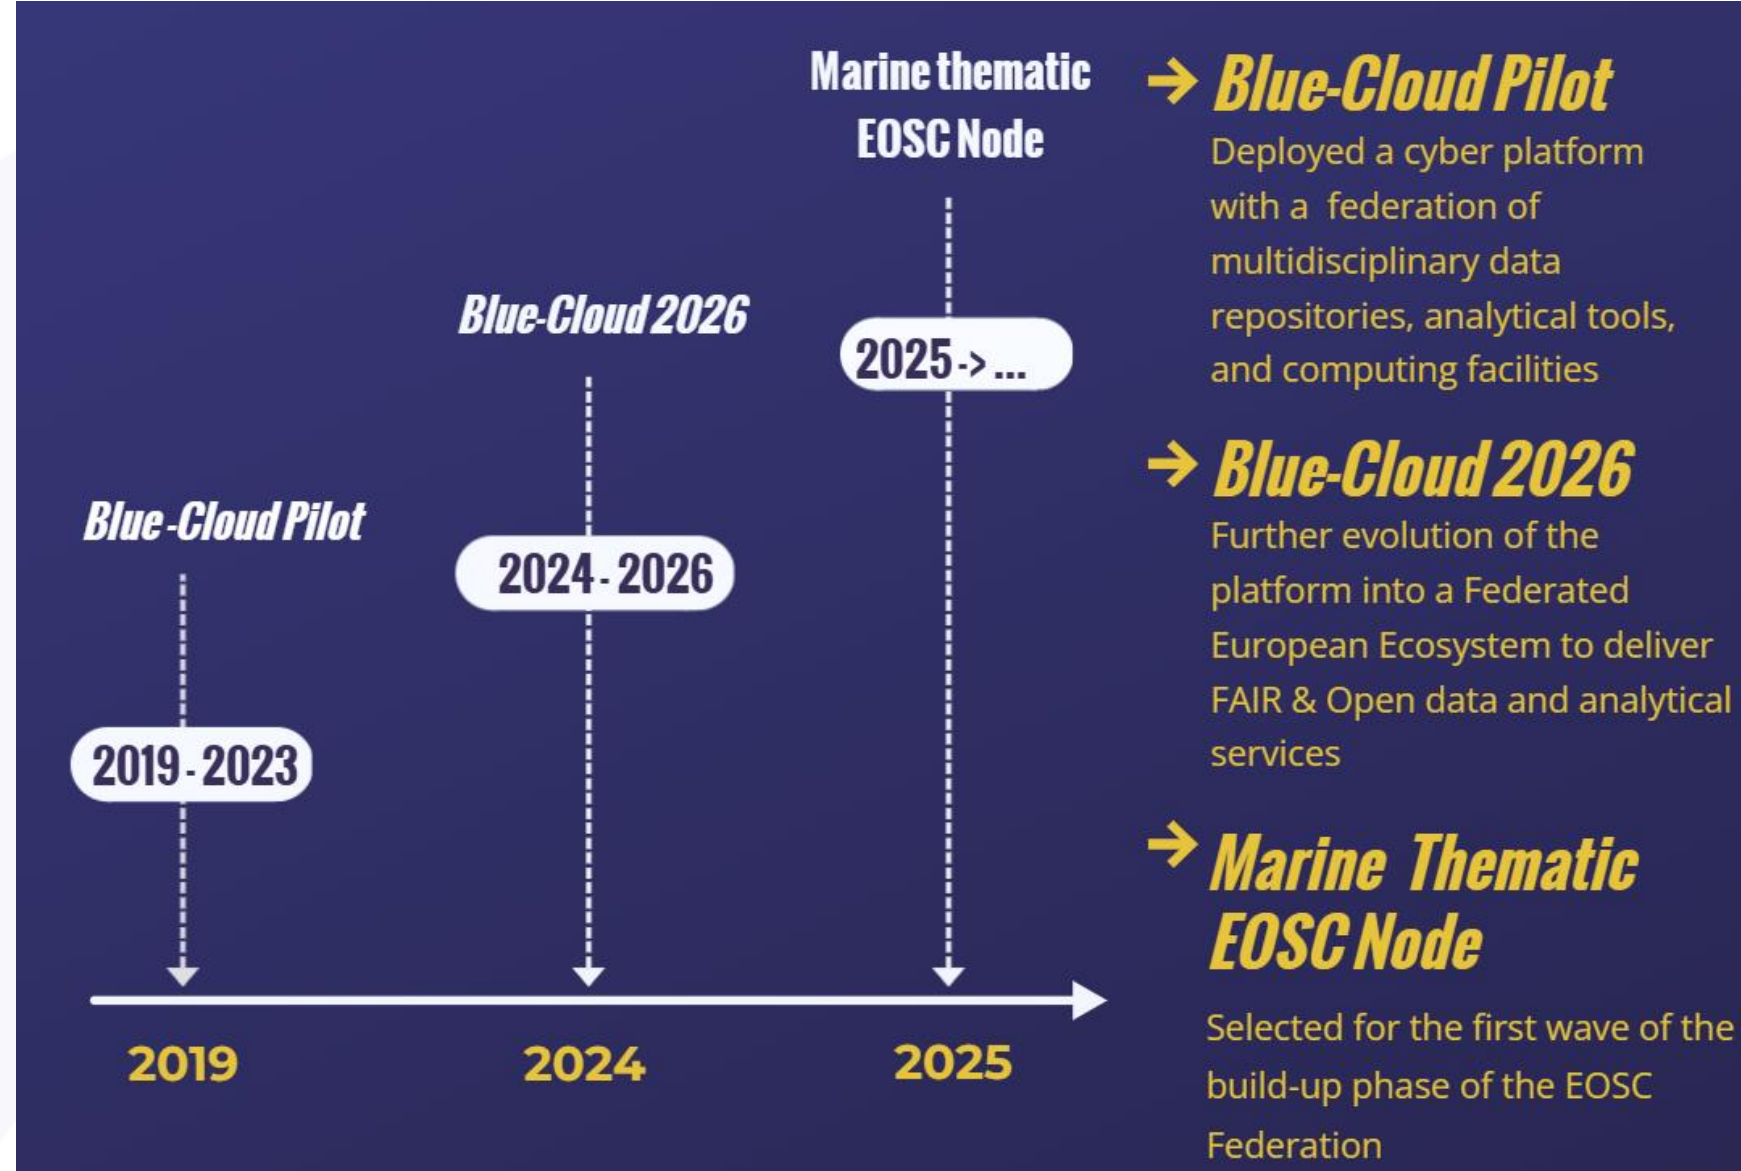 Marine thematic
EOSC Node
Blue-Cloud 2026
2025 -> ...
Blue -Cloud Pilot
2024 - 2026
2019 - 2023
2019
2024
2025
→ Blue-Cloud Pilot
Deployed a cyber platform
with a federation of
multidisciplinary data
repositories, analytical tools,
and computing facilities
→ Blue-Cloud 2026
Further evolution of the
platform into a Federated
European Ecosystem to deliver
FAIR & Open data and analytical
services
→ Marine Thematic
EOSC Node
Selected for the first wave of the
build-up phase of the EOSC
Federation